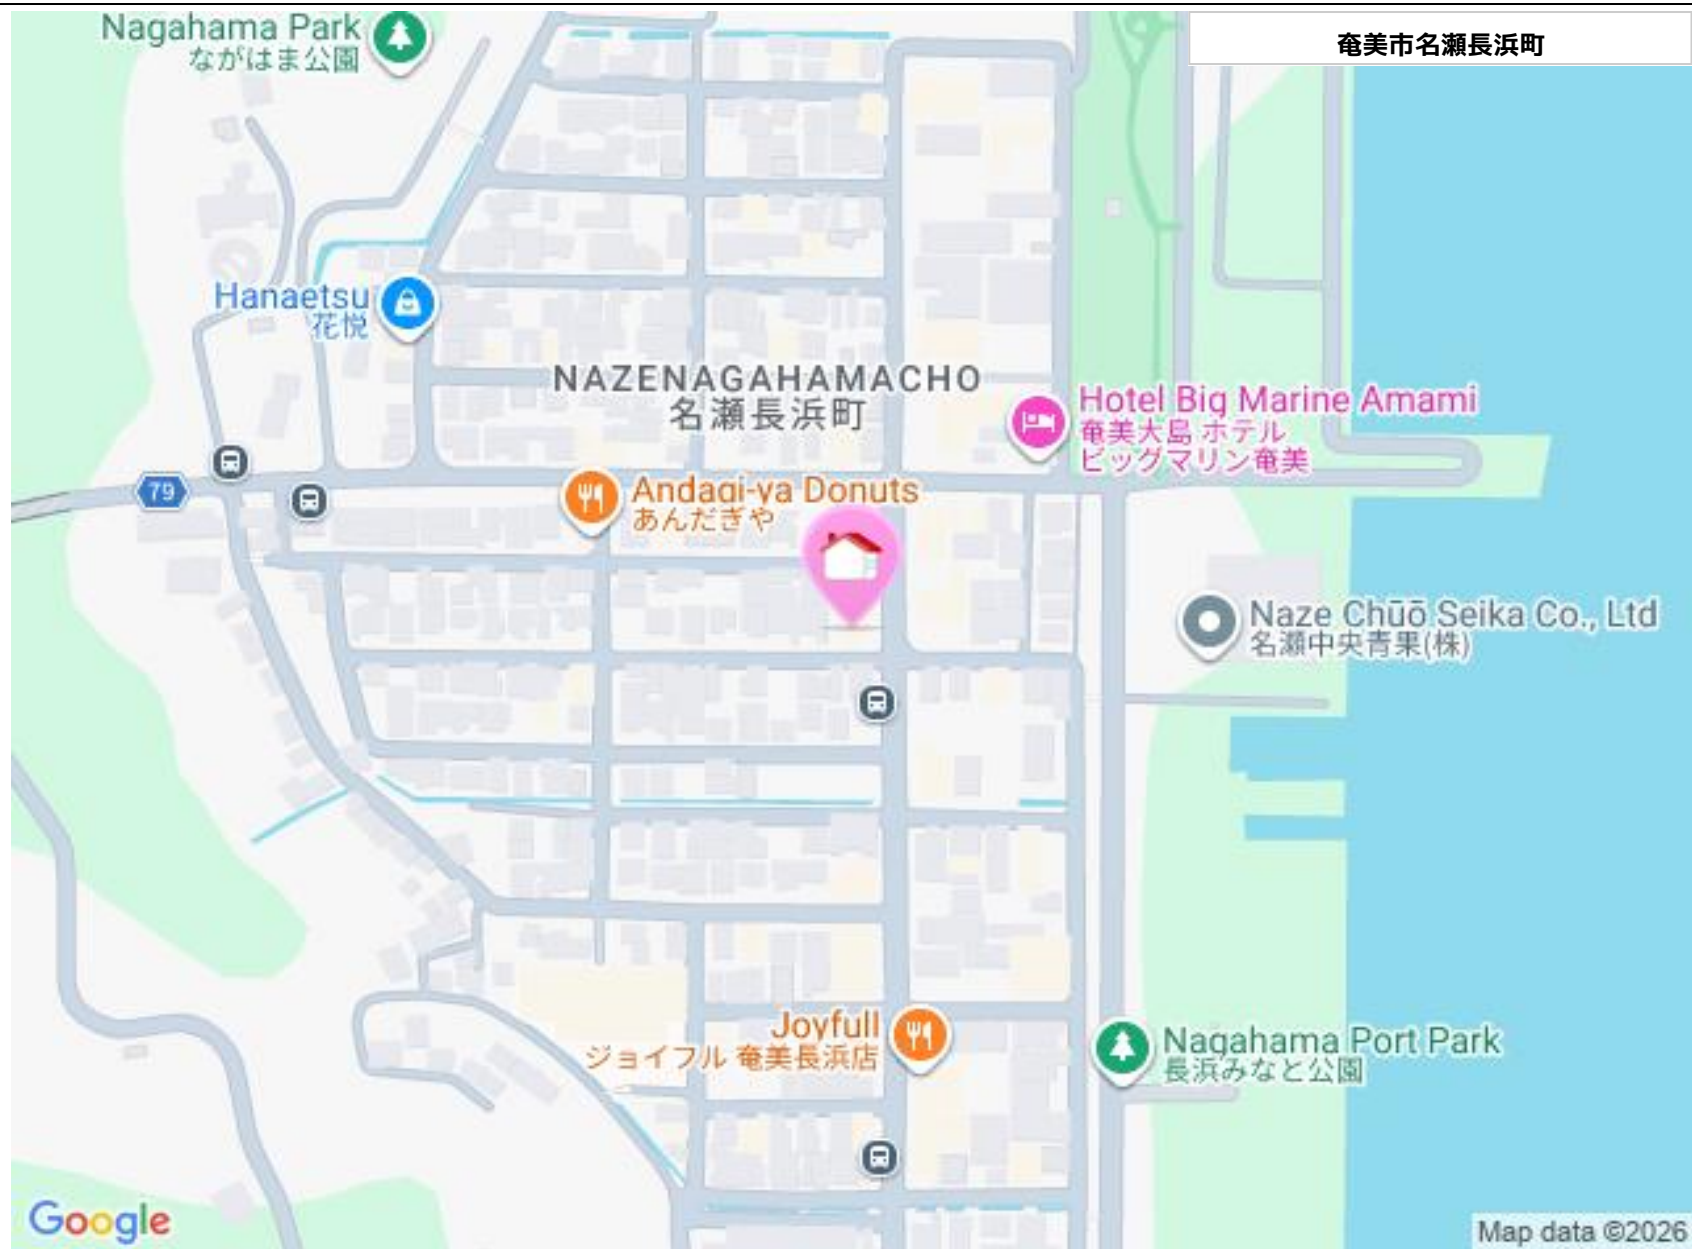 Nagahama Park
ながはま公園
奄美市名瀬長浜町
Hanaetsu
花悦
NAZENAGAHAMACHO
名瀬長浜町
Hotel Big Marine Amami
奄美大島 ホテル
ビッグマリン奄美
79
Andagi-ya Donuts
あんだぎや
Naze Chūō Seika Co., Ltd
名瀬中央青果(株)
Joyfull
ジョイフル 奄美長浜店
Nagahama Port Park
長浜みなと公園
Google
Map data ©2026